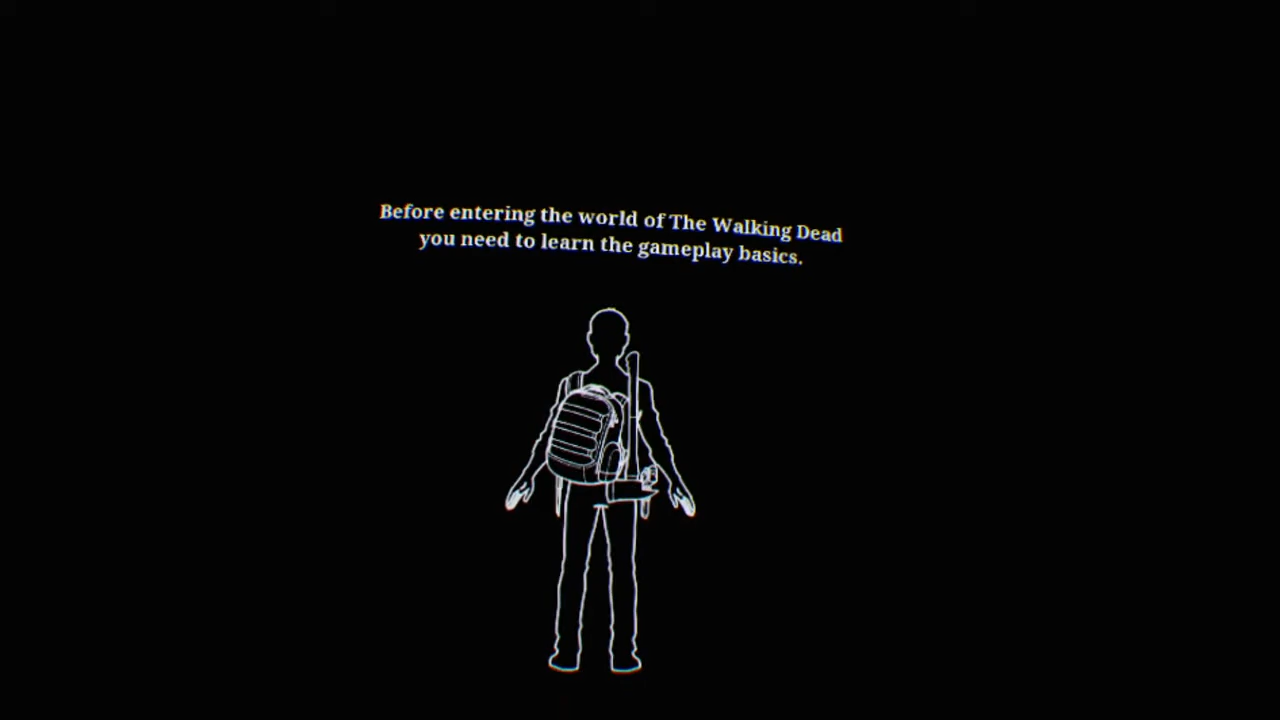 Before entering the world of The Walking Dead
you need to learn the gameplay basics.